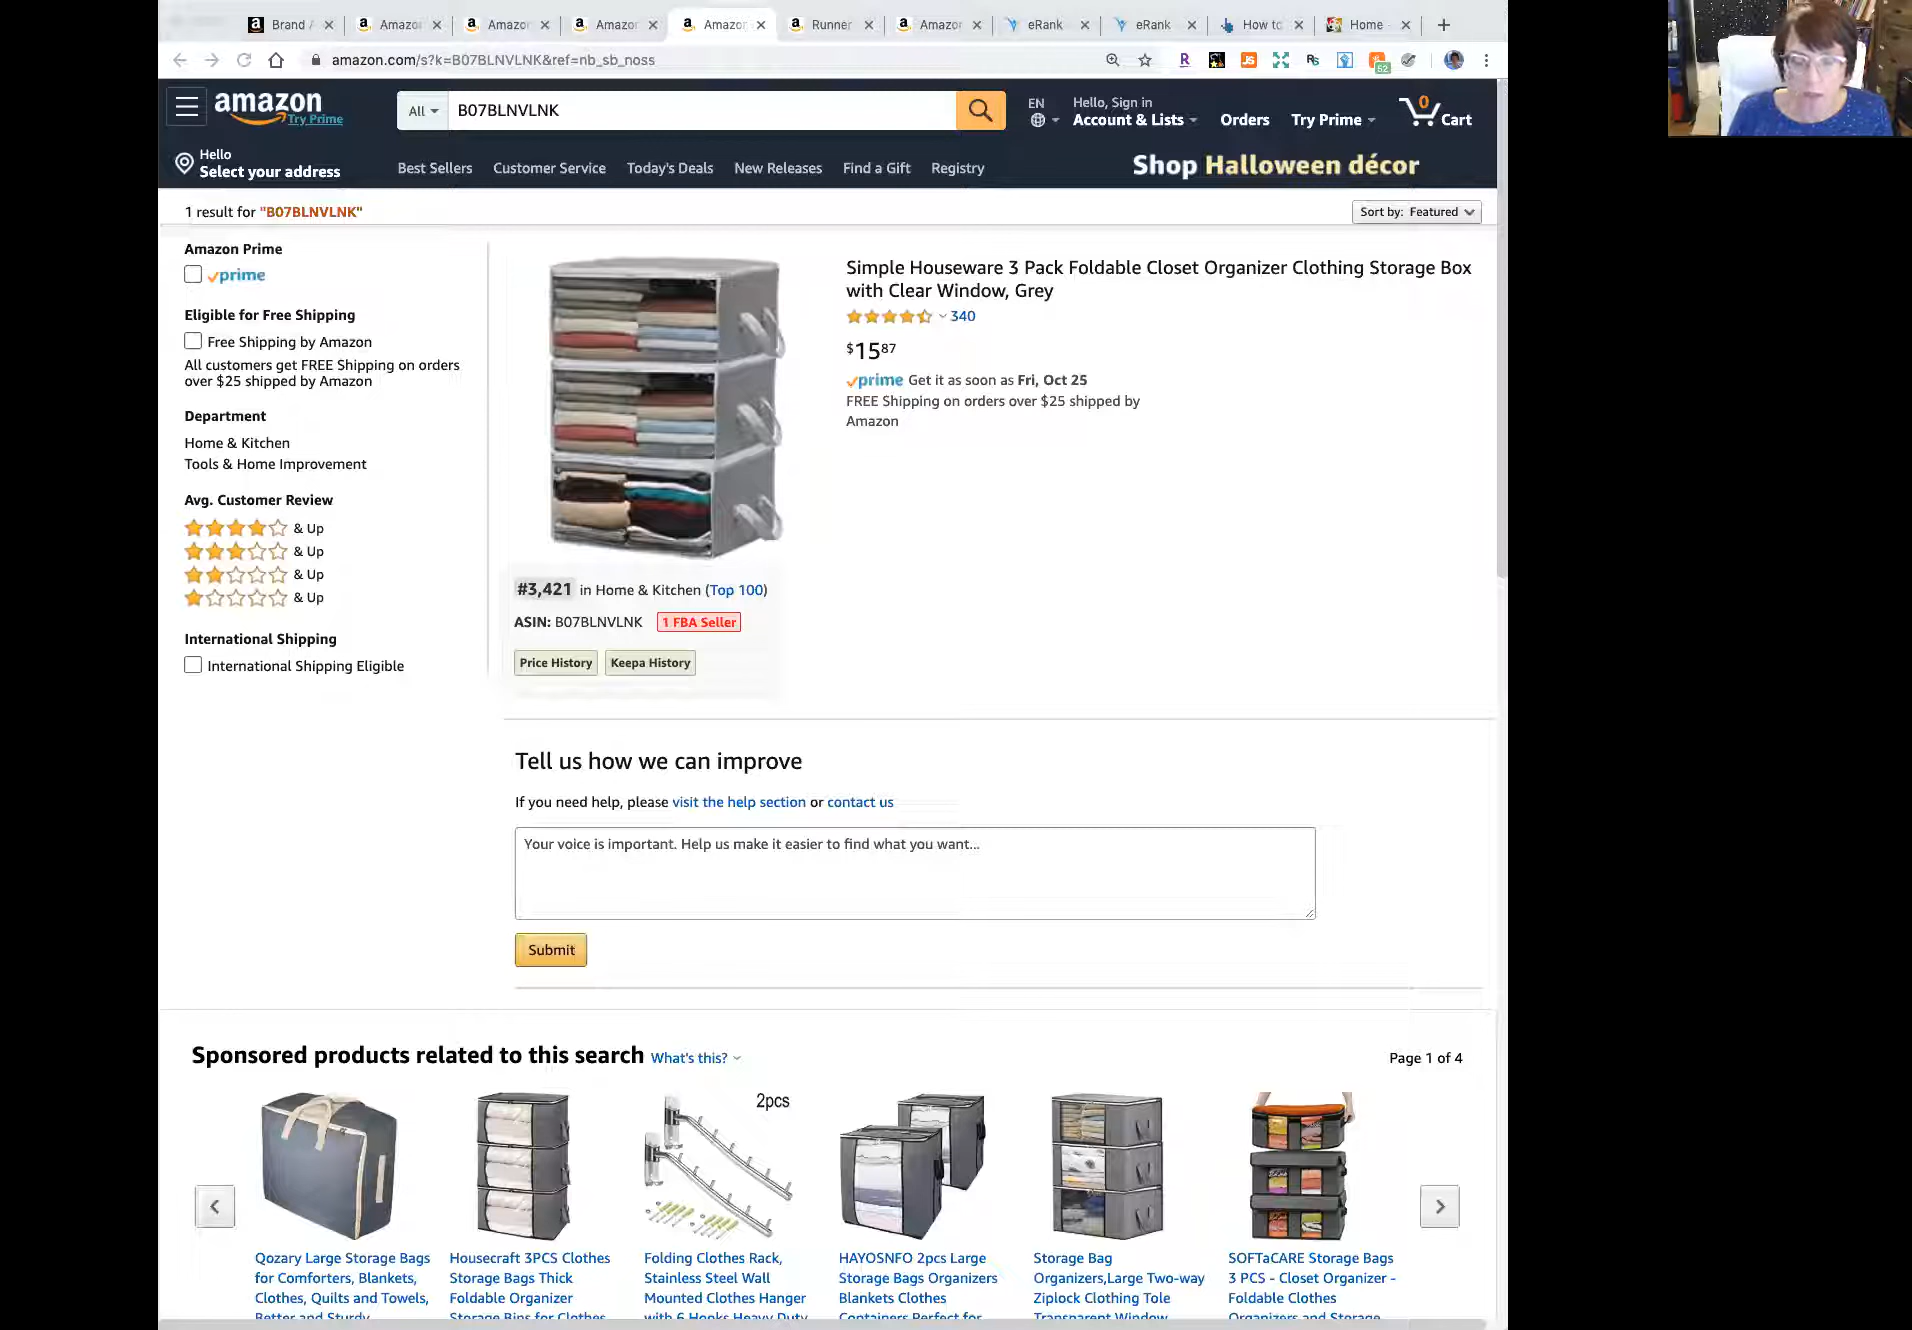 Brand /
Amazon
Amazon
Amazon
Amazon
Runner
Amazon
eRank
eRank
How to
Home -
amazon.com/s?k=B07BLNVLNK&ref=nb_sb_noss
52
amazon
Try Prime
All
B07BLNVLNK
EN
Hello, Sign in
Account & Lists
Orders
Try Prime
0
Cart
Hello
Select your address
Best Sellers
Customer Service
Today's Deals
New Releases
Find a Gift
Registry
Shop Halloween décor
1 result for "B07BLNVLNK"
Sort by: Featured
Amazon Prime
prime
Eligible for Free Shipping
Free Shipping by Amazon
All customers get FREE Shipping on orders
over $25 shipped by Amazon
Department
Home & Kitchen
Tools & Home Improvement
Avg. Customer Review
& Up
& Up
& Up
& Up
International Shipping
International Shipping Eligible
Simple Houseware 3 Pack Foldable Closet Organizer Clothing Storage Box
with Clear Window, Grey
340
$15 87
prime Get it as soon as Fri, Oct 25
FREE Shipping on orders over $25 shipped by
Amazon
#3,421 in Home & Kitchen (Top 100)
ASIN: B07BLNVLNK 1 FBA Seller
Price History Keepa History
Tell us how we can improve
If you need help, please visit the help section or contact us
Your voice is important. Help us make it easier to find what you want...
Submit
Sponsored products related to this search What's this?
Page 1 of 4
2pcs
Qozary Large Storage Bags
for Comforters, Blankets,
Clothes, Quilts and Towels,
Better and Sturdy
Housecraft 3PCS Clothes
Storage Bags Thick
Foldable Organizer
Storage Bins for Clothes
Folding Clothes Rack,
Stainless Steel Wall
Mounted Clothes Hanger
with 6 Hooks Heavy Duty
HAYOSNFO 2pcs Large
Storage Bags Organizers
Blankets Clothes
Containers Perfect for
Storage Bag
Organizers,Large Two-way
Ziplock Clothing Tole
Transparent Window
SOFTaCARE Storage Bags
3 PCS - Closet Organizer -
Foldable Clothes
Organizers and Storage